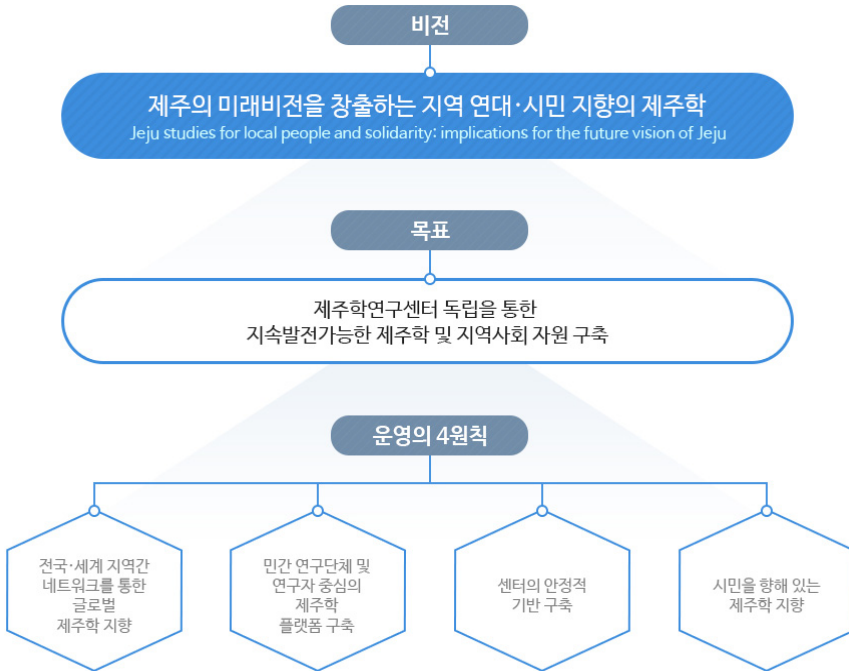 비전
제주의 미래비전을 창출하는 지역 연대·시민 지향의 제주학
Jeju studies for local people and solidarity: implications for the future vision of Jeju
목표
제주학연구센터 독립을 통한
지속발전가능한 제주학 및 지역사회 자원 구축
운영의 4원칙
전국·세계 지역간
네트워크를 통한
글로벌
제주학 지향
민간 연구단체 및
연구자 중심의
제주학
플랫폼 구축
센터의 안정적
기반 구축
시민을 향해 있는
제주학 지향